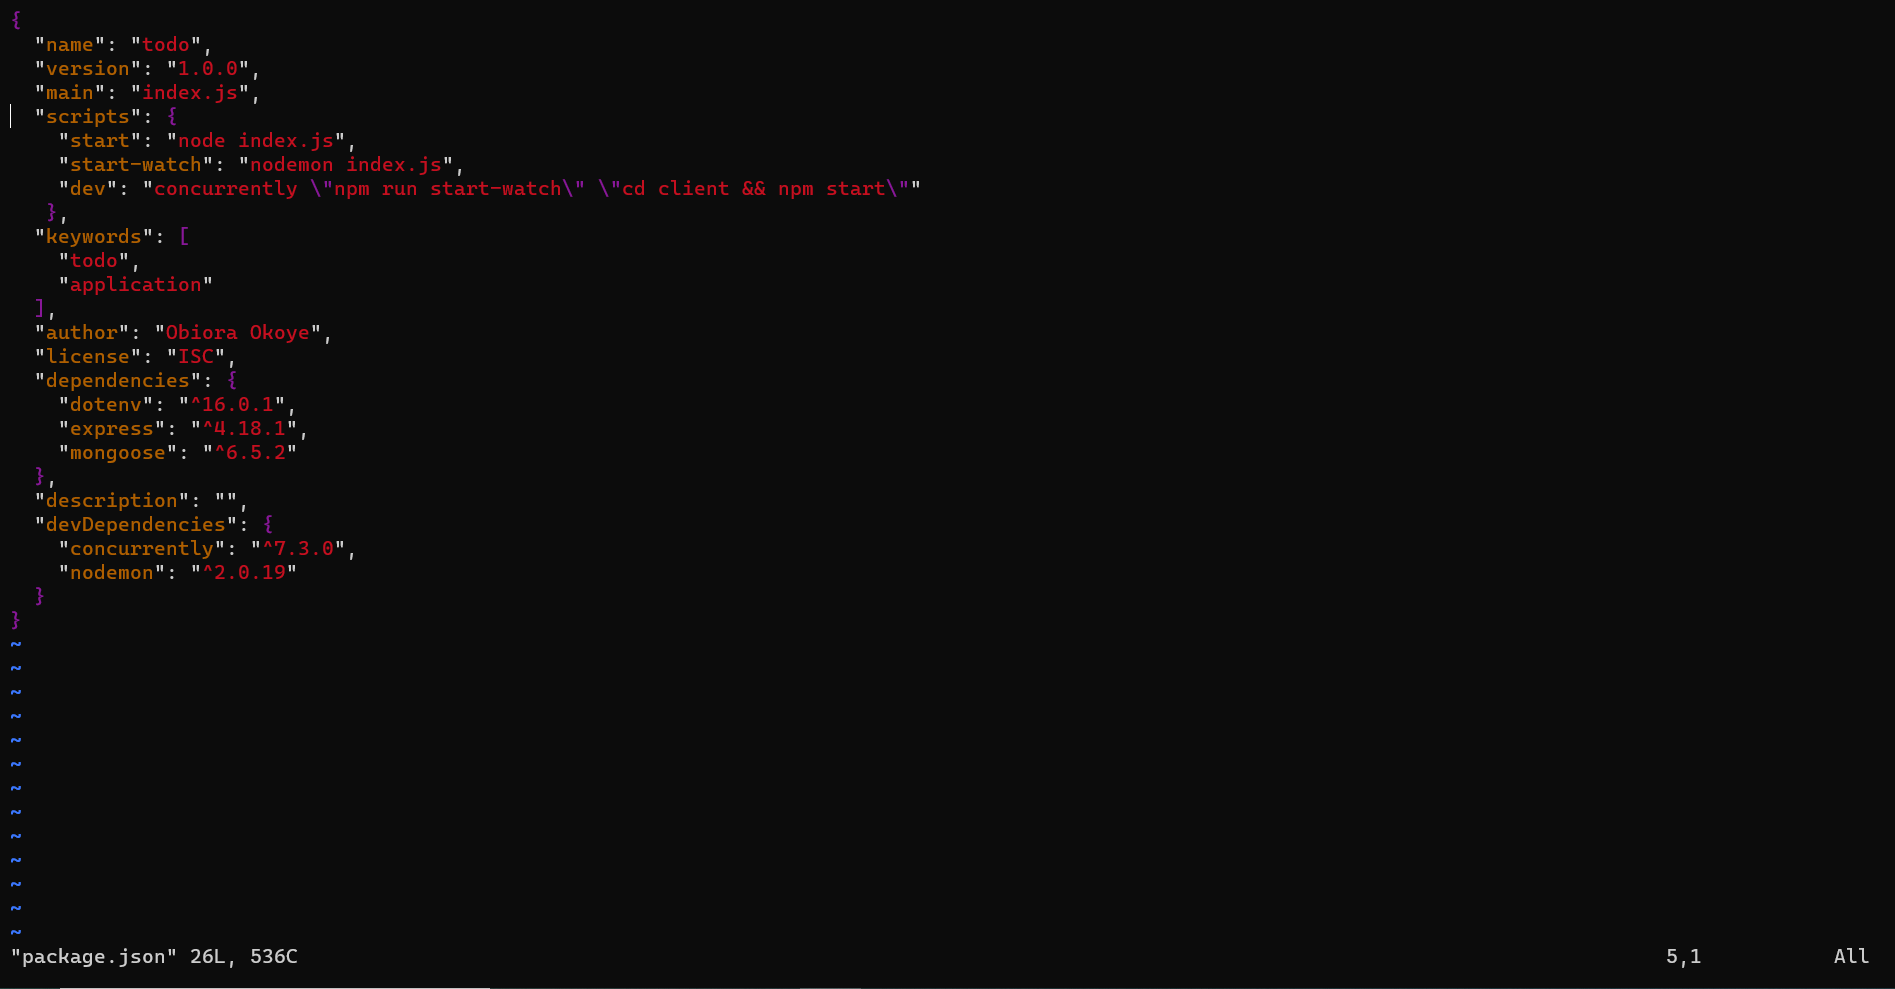 {
  "name": "todo",
  "version": "1.0.0",
  "main": "index.js",
  "scripts": {
    "start": "node index.js",
    "start-watch": "nodemon index.js",
    "dev": "concurrently \"npm run start-watch\" \"cd client && npm start\""
   },
  "keywords": [
    "todo",
    "application"
  ],
  "author": "Obiora Okoye",
  "license": "ISC",
  "dependencies": {
    "dotenv": "^16.0.1",
    "express": "^4.18.1",
    "mongoose": "^6.5.2"
  },
  "description": "",
  "devDependencies": {
    "concurrently": "^7.3.0",
    "nodemon": "^2.0.19"
  }
}
~
~
~
~
~
~
~
~
~
~
~
~
~
"package.json" 26L, 536C 5,1 All